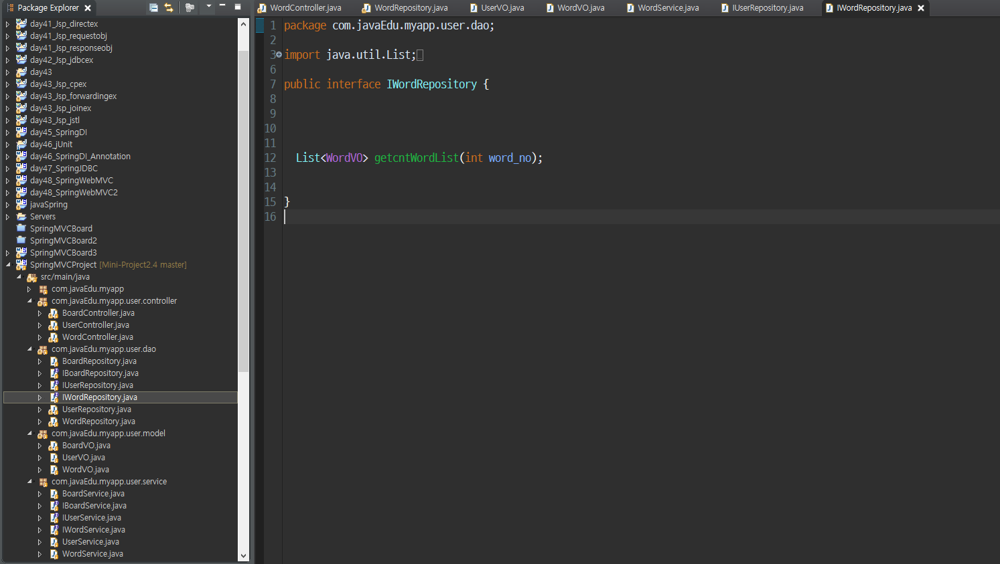 Package Explorer
day41_Jsp_directex
day41_Jsp_requestobj
day41_Jsp_responseobj
day42_Jsp_jdbcex
day43
day43_Jsp_cpex
day43_Jsp_forwardingex
day43_Jsp_joinex
day43_Jsp_jstl
day45_SpringDI
day46_jUnit
day46_SpringDI_Annotation
day47_SpringJDBC
day48_SpringWebMVC
day48_SpringWebMVC2
javaSpring
Servers
SpringMVCBoard
SpringMVCBoard2
SpringMVCBoard3
SpringMVCProject [Mini-Project2.4 master]
src/main/java
com.javaEdu.myapp
com.javaEdu.myapp.user.controller
BoardController.java
UserController.java
WordController.java
com.javaEdu.myapp.user.dao
BoardRepository.java
IBoardRepository.java
IUserRepository.java
IWordRepository.java
UserRepository.java
WordRepository.java
com.javaEdu.myapp.user.model
BoardVO.java
UserVO.java
WordVO.java
com.javaEdu.myapp.user.service
BoardService.java
IBoardService.java
IUserService.java
IWordService.java
UserService.java
WordService.java
WordController.java WordRepository.java UserVO.java WordVO.java WordService.java IUserRepository.java IWordRepository.java
1 package com.javaEdu.myapp.user.dao;
2
3 import java.util.List;
6
7 public interface IWordRepository {
8
9
10
11
12 List<WordVO> getcntWordList(int word_no);
13
14
15 }
16